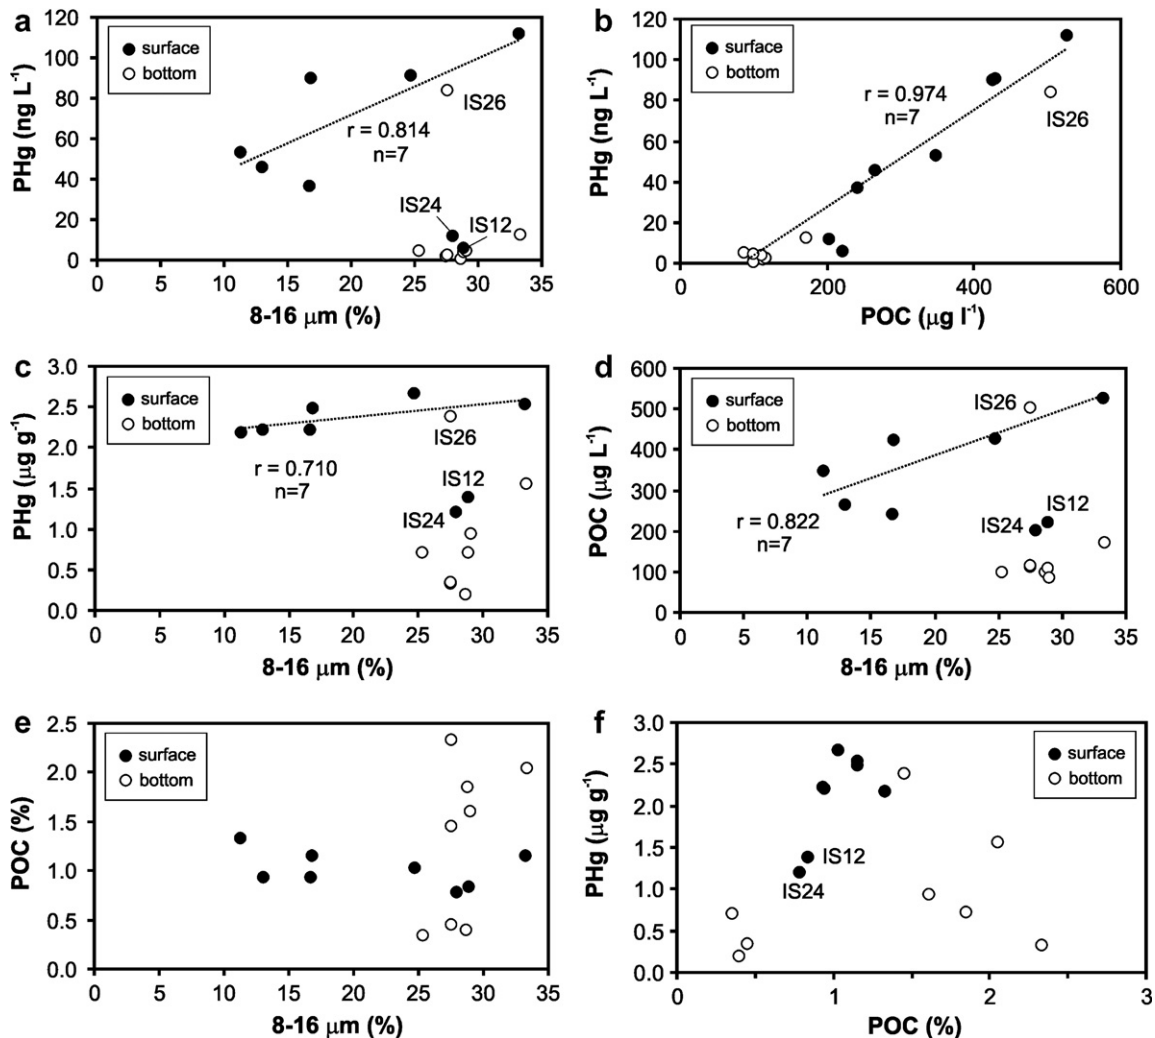 a
120
100
80
60
40
20
0
PHg (ng L⁻¹)
surface
bottom
IS26
r = 0.814
n=7
IS24
IS12
0 5 10 15 20 25 30 35
8-16 µm (%)
b
120
100
80
60
40
20
0
PHg (ng L⁻¹)
surface
bottom
r = 0.974
n=7
IS26
0 200 400 600
POC (µg l⁻¹)
c
3.0
2.5
2.0
1.5
1.0
0.5
0.0
PHg (µg g⁻¹)
surface
bottom
IS26
r = 0.710
n=7
IS12
IS24
0 5 10 15 20 25 30 35
8-16 µm (%)
d
600
500
400
300
200
100
0
POC (µg L⁻¹)
surface
bottom
IS26
r = 0.822
n=7
IS12
IS24
0 5 10 15 20 25 30 35
8-16 µm (%)
e
2.5
2.0
1.5
1.0
0.5
0.0
POC (%)
surface
bottom
0 5 10 15 20 25 30 35
8-16 µm (%)
f
3.0
2.5
2.0
1.5
1.0
0.5
0.0
PHg (µg g⁻¹)
surface
bottom
IS12
IS24
0 1 2 3
POC (%)